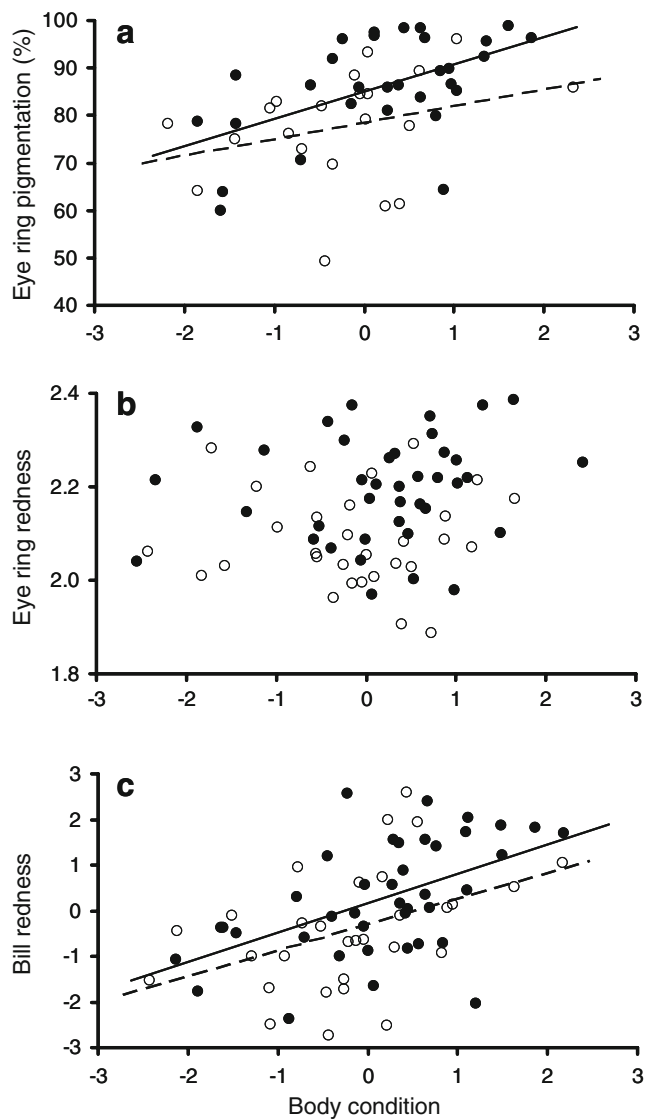 a
Eye ring pigmentation (%)
100
90
80
70
60
50
40
-3 -2 -1 0 1 2 3
b
Eye ring redness
2.4
2.2
2.0
1.8
-3 -2 -1 0 1 2 3
c
Bill redness
3
2
1
0
-1
-2
-3
-3 -2 -1 0 1 2 3
Body condition